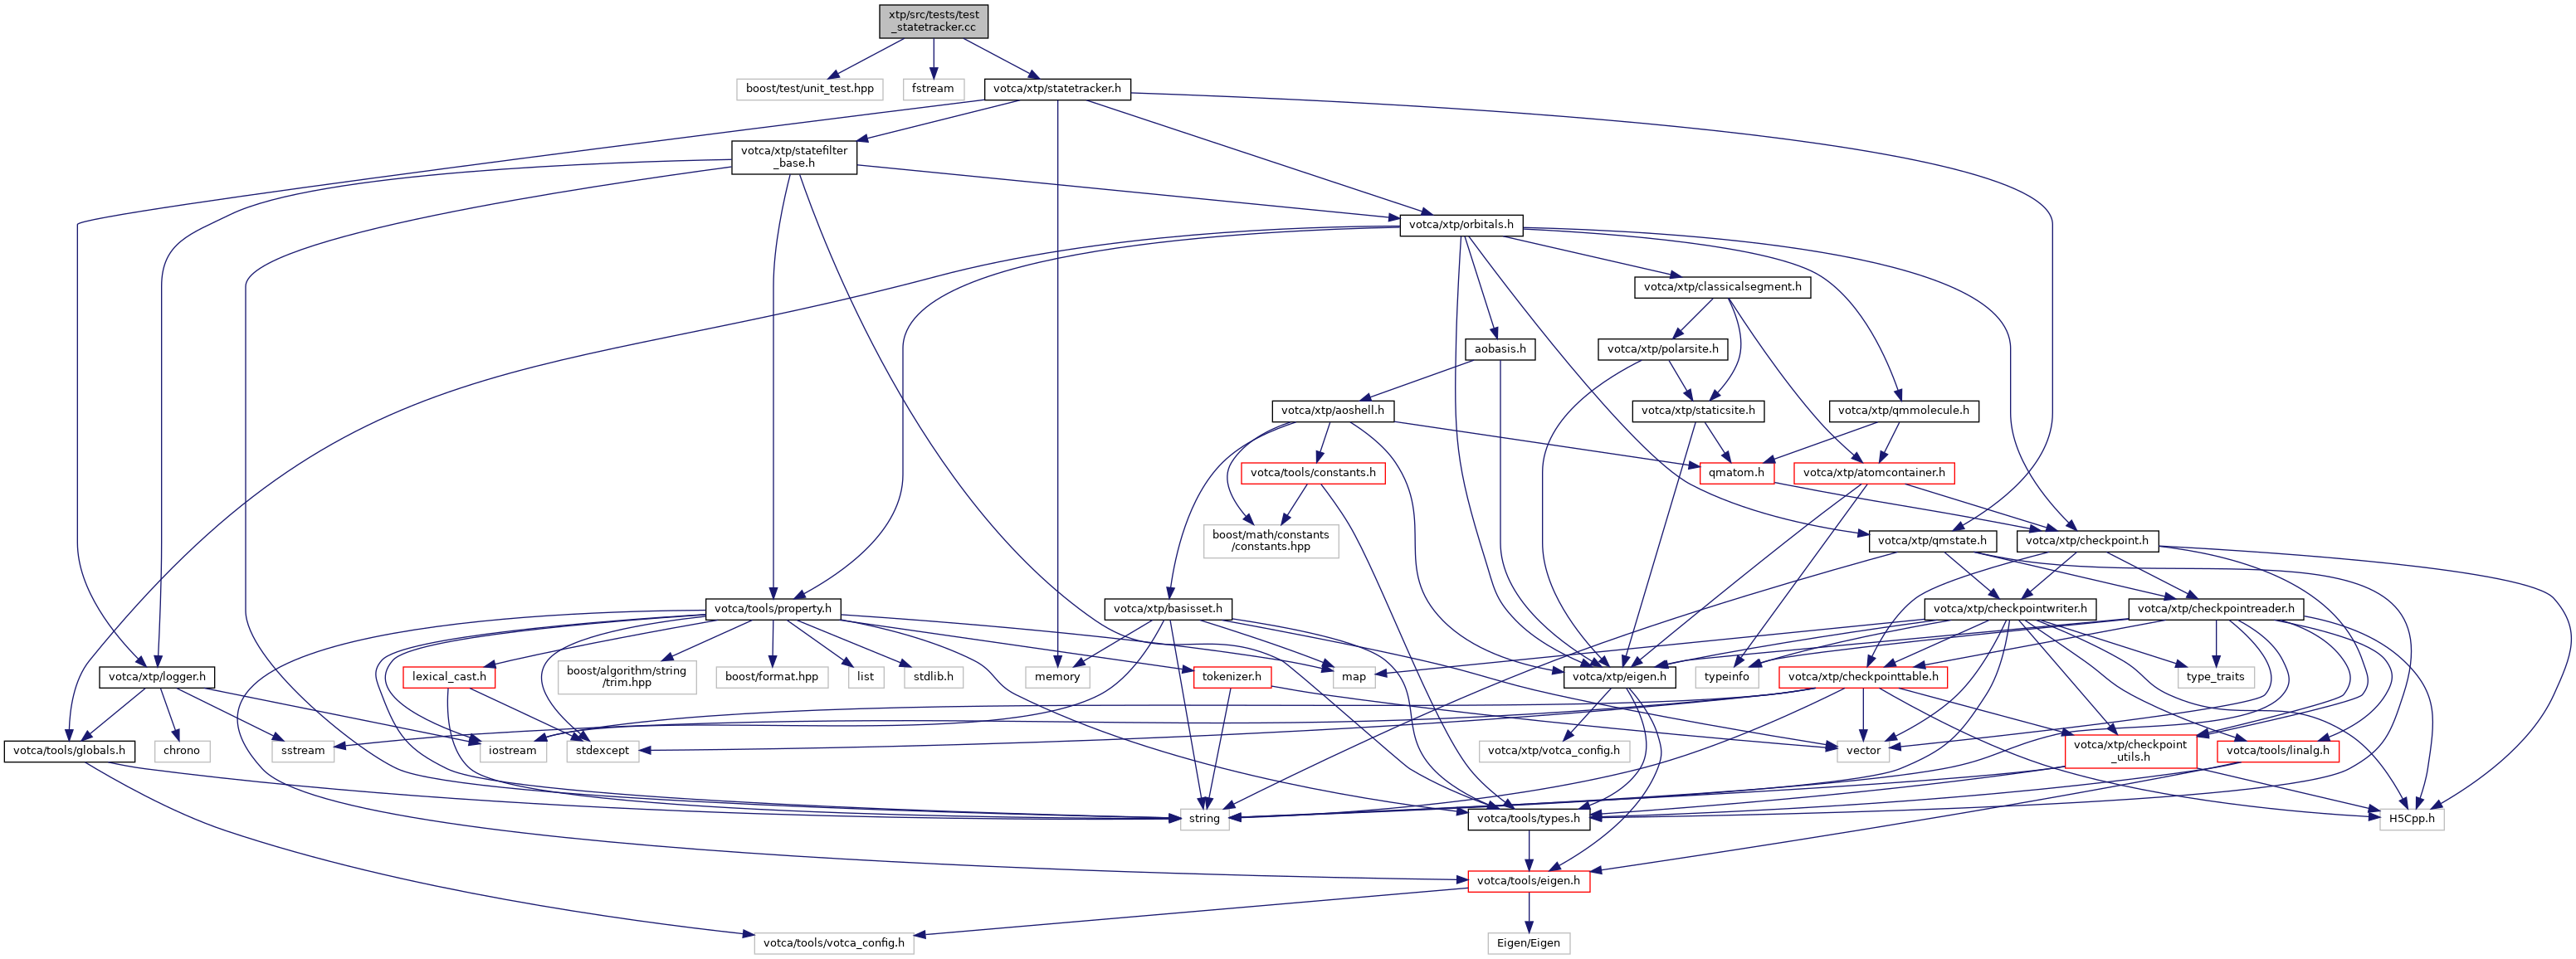 xtp/src/tests/test
_statetracker.cc
boost/test/unit_test.hpp
fstream
votca/xtp/statetracker.h
votca/xtp/statefilter
_base.h
votca/xtp/orbitals.h
votca/xtp/classicalsegment.h
aobasis.h
votca/xtp/polarsite.h
votca/xtp/aoshell.h
votca/xtp/staticsite.h
votca/xtp/qmmolecule.h
votca/tools/constants.h
qmatom.h
votca/xtp/atomcontainer.h
boost/math/constants
/constants.hpp
votca/xtp/qmstate.h
votca/xtp/checkpoint.h
votca/tools/property.h
votca/xtp/basisset.h
votca/xtp/checkpointwriter.h
votca/xtp/checkpointreader.h
votca/xtp/logger.h
lexical_cast.h
boost/algorithm/string
/trim.hpp
boost/format.hpp
list
stdlib.h
memory
tokenizer.h
map
votca/xtp/eigen.h
typeinfo
votca/xtp/checkpointtable.h
type_traits
votca/tools/globals.h
chrono
sstream
iostream
stdexcept
votca/xtp/votca_config.h
vector
votca/xtp/checkpoint
_utils.h
votca/tools/linalg.h
string
votca/tools/types.h
H5Cpp.h
votca/tools/eigen.h
votca/tools/votca_config.h
Eigen/Eigen